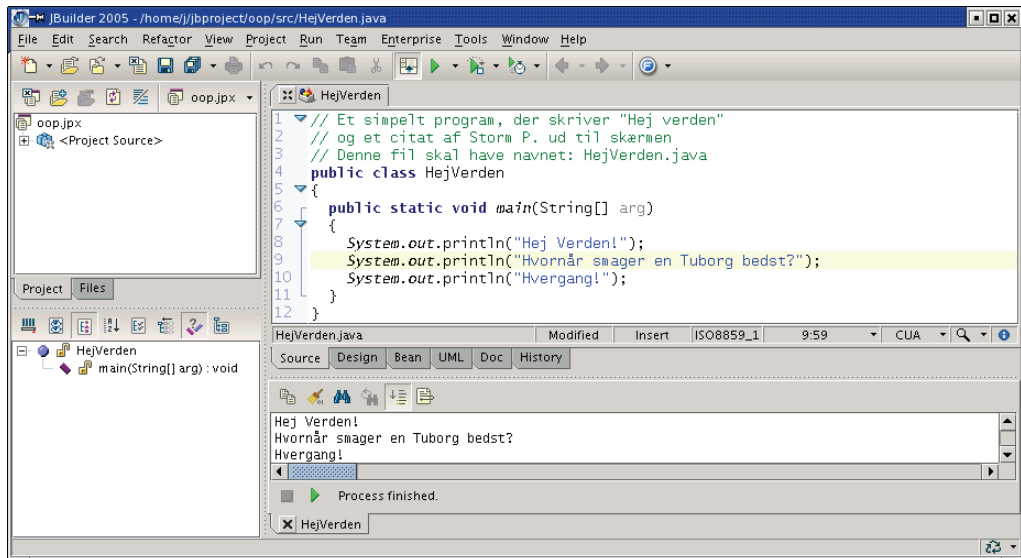 JBuilder 2005 - /home/j/jbproject/oop/src/HejVerden.java
File Edit Search Refactor View Project Run Team Enterprise Tools Window Help
oop.jpx
oop.jpx
<Project Source>
Project Files
HejVerden
main(String[] arg) : void
HejVerden
1 // Et simpelt program, der skriver "Hej verden"
2 // og et citat af Storm P. ud til skærmen
3 // Denne fil skal have navnet: HejVerden.java
4 public class HejVerden
5 {
6 public static void main(String[] arg)
7 {
8 System.out.println("Hej Verden!");
9 System.out.println("Hvornår smager en Tuborg bedst?");
10 System.out.println("Hvergang!");
11 }
12 }
HejVerden.java Modified Insert ISO8859_1 9:59 CUA
Source Design Bean UML Doc History
Hej Verden!
Hvornår smager en Tuborg bedst?
Hvergang!
Process finished.
HejVerden